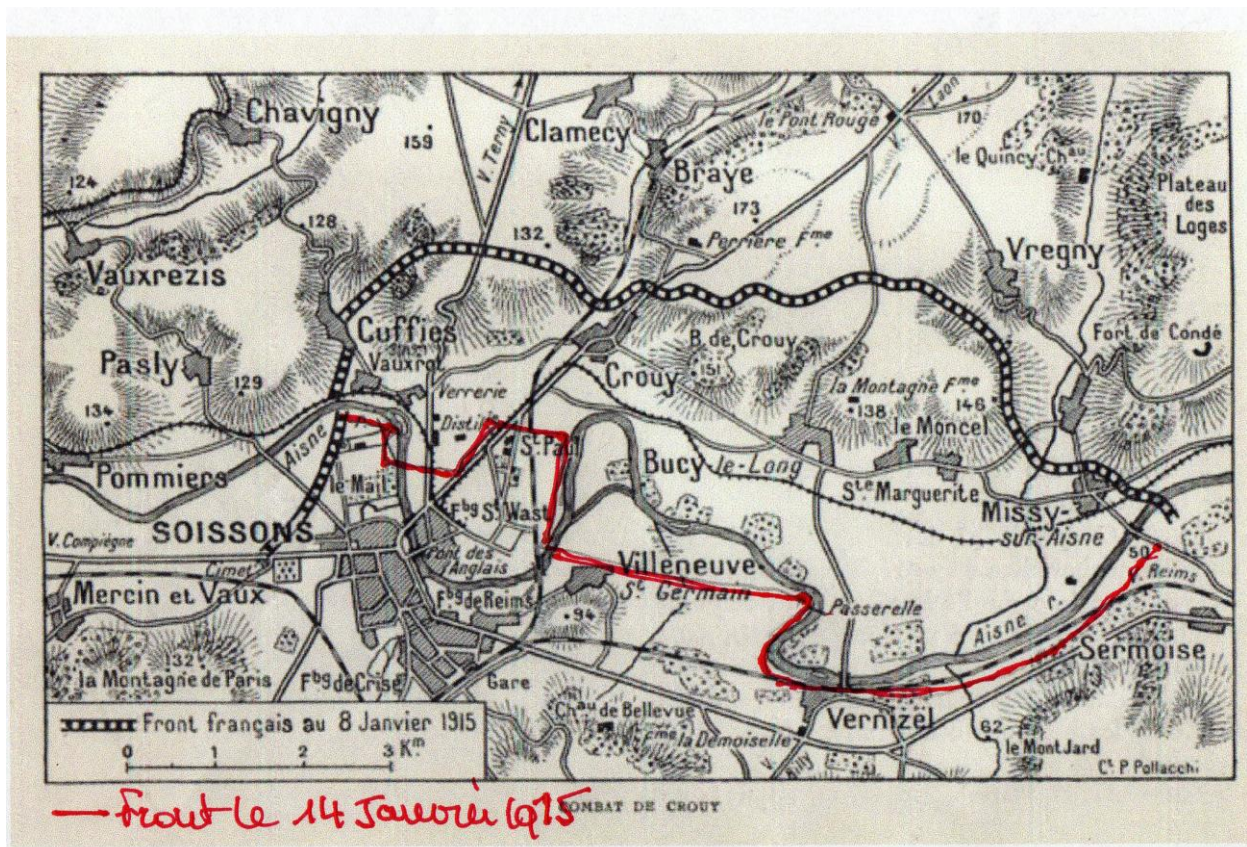 Chavigny
159
V. Terny
Clamecy
le Pont Rouge
Laon
170
le Quincy Chau
Plateau
des
Loges
124
Braye
173
128
132
Perrière Fme
Vregny
Vauxrezis
Cuffies
Fort de Condé
Pasly
Vauxrot
B. de Crouy
151
Crouy
129
Verrerie
la Montagne Fme
134
138
146
le Moncel
Distil
Aisne
St Paul
Bucy-le-Long
Pommiers
le Mail
Ste Marguerite
Missy-
sur-Aisne
SOISSONS
Fbg St Wast
V. Compiègne
Pont des
Anglais
50
V. Reims
Cimet.
Villeneuve-
St Germain
Mercin et Vaux
Fbg de Reims
94
Passerelle
Aisne r.
Sermoise
132
la Montagne de Paris
Fbg de Crise
Gare
Chau de Bellevue
Vernizel
62
Fme la Demoiselle
le Mont Jard
Ct P. Pollacchi
Front français au 8 Janvier 1915
0 1 2 3 Km
COMBAT DE CROUY
Front le 14 Janvier 1915